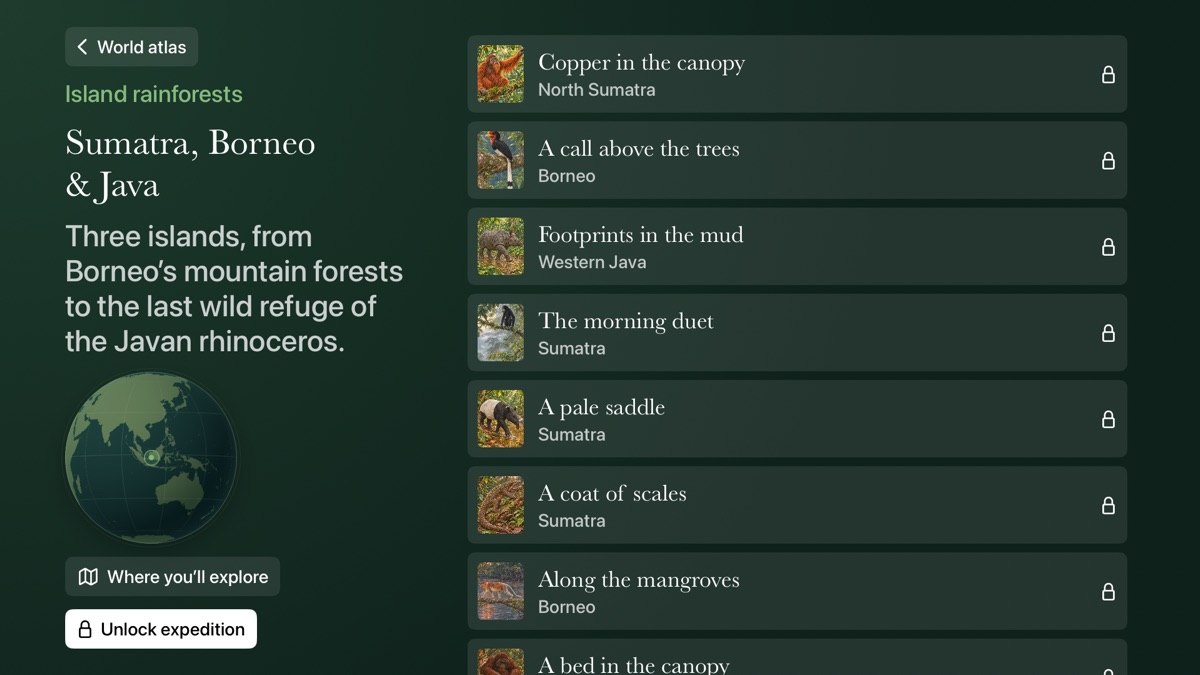 World atlas
Island rainforests
Sumatra, Borneo
& Java
Three islands, from
Borneo’s mountain forests
to the last wild refuge of
the Javan rhinoceros.
Where you’ll explore
Unlock expedition
Copper in the canopy
North Sumatra
A call above the trees
Borneo
Footprints in the mud
Western Java
The morning duet
Sumatra
A pale saddle
Sumatra
A coat of scales
Sumatra
Along the mangroves
Borneo
A bed in the canopy